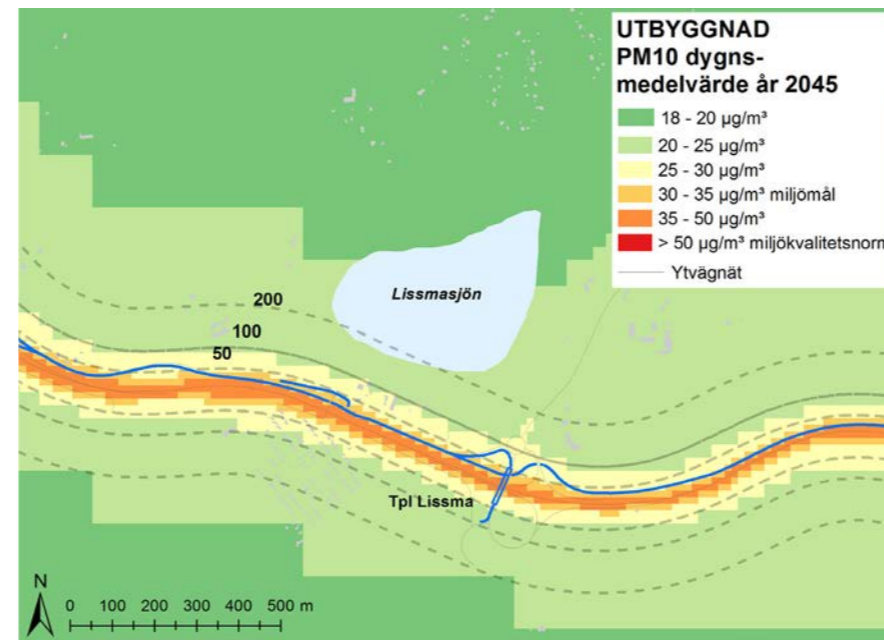 UTBYGGNAD
PM10 dygns-
medelvärde år 2045
18 - 20 µg/m³
20 - 25 µg/m³
25 - 30 µg/m³
30 - 35 µg/m³ miljömål
35 - 50 µg/m³
> 50 µg/m³ miljökvalitetsnorm
Ytvägnät
Lissmasjön
200
100
50
Tpl Lissma
N
0 100 200 300 400 500 m